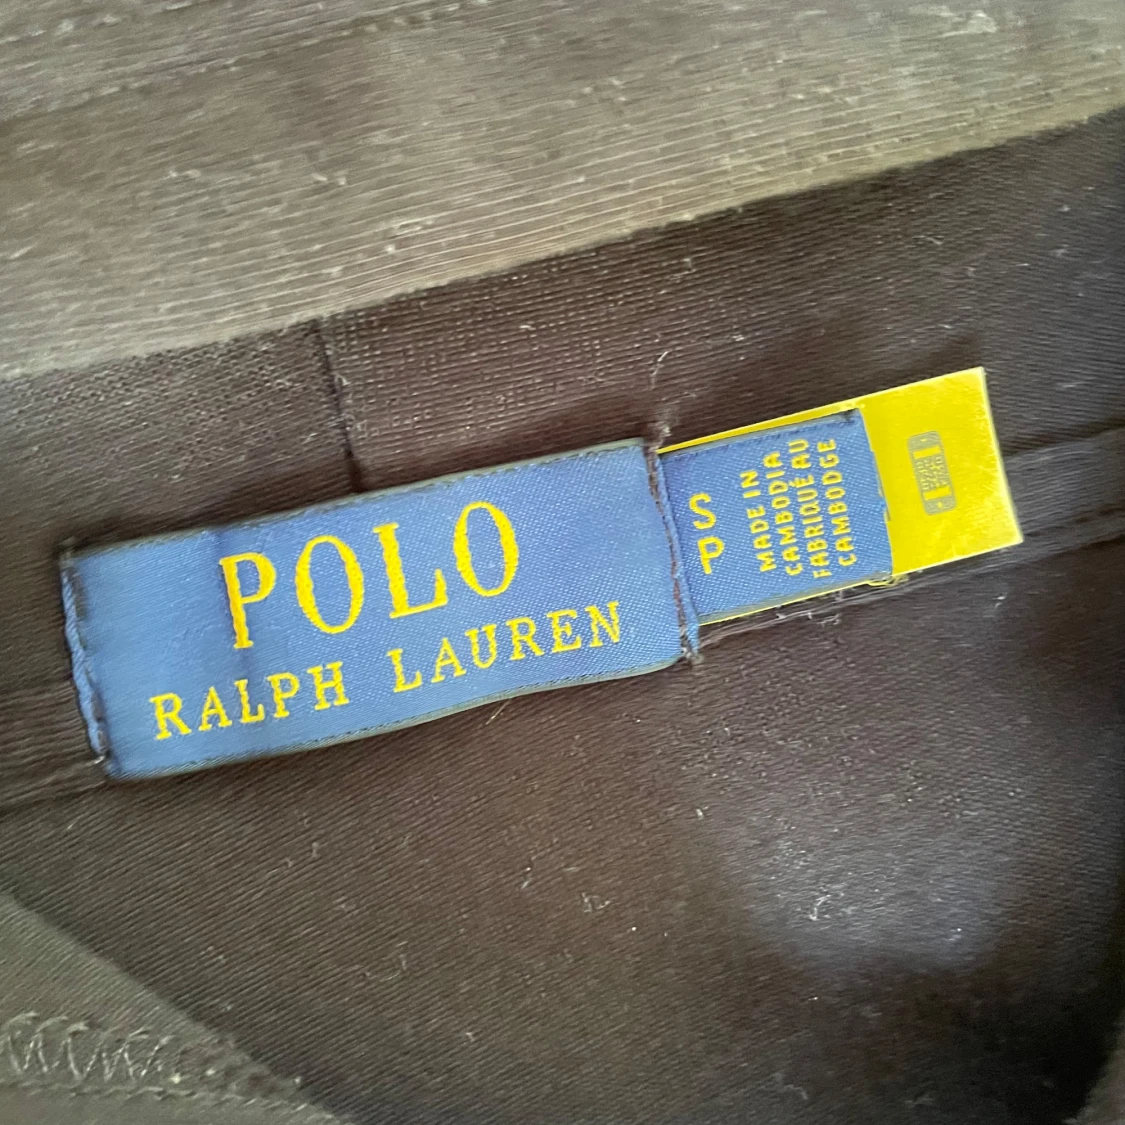 POLO
RALPH LAUREN
S
P
MADE IN
CAMBODIA
FABRIQUÉ AU
CAMBODGE